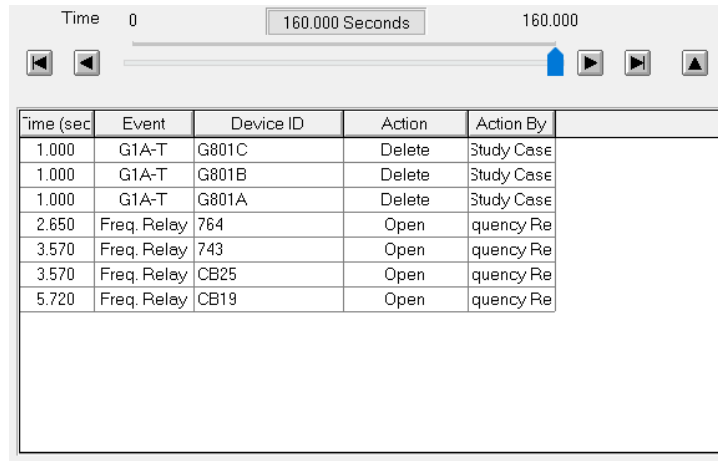 Time 0 160.000 Seconds 160.000
Time (sec Event Device ID Action Action By
1.000 G1A-T G801C Delete Study Case
1.000 G1A-T G801B Delete Study Case
1.000 G1A-T G801A Delete Study Case
2.650 Freq. Relay 764 Open quency Re
3.570 Freq. Relay 743 Open quency Re
3.570 Freq. Relay CB25 Open quency Re
5.720 Freq. Relay CB19 Open quency Re